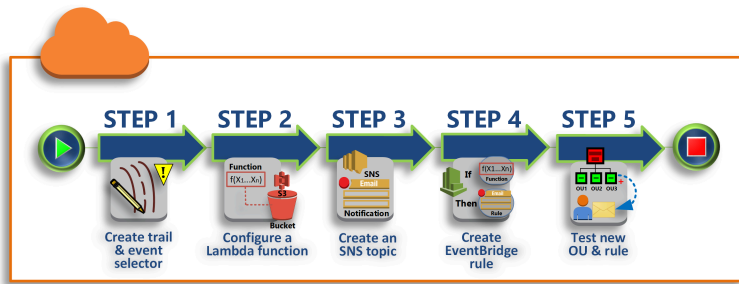 STEP 1
STEP 2
STEP 3
STEP 4
STEP 5
!
Function
f(X1...Xn)
S3
Bucket
SNS
Email
Notification
If
f(X1...Xn)
Function
Then
Email
Rule
OU1 OU2 OU3
+
Create trail
& event
selector
Configure a
Lambda function
Create an
SNS topic
Create
EventBridge
rule
Test new
OU & rule